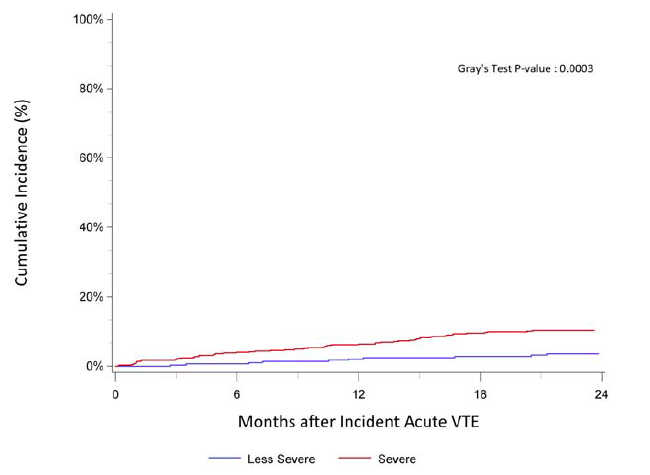 100%
Gray's Test P-value : 0.0003
80%
60%
40%
20%
0%
Cumulative Incidence (%)
0 6 12 18 24
Months after Incident Acute VTE
Less Severe Severe